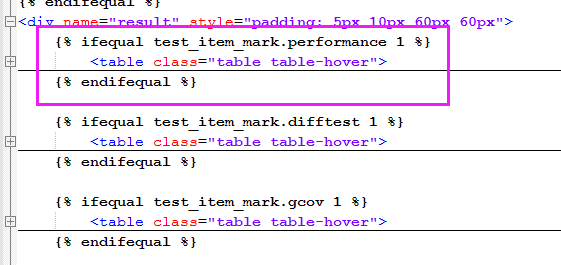 {% endifequal %}
<div name="result" style="padding: 5px 10px 60px 60px">
{% ifequal test_item_mark.performance 1 %}
<table class="table table-hover">
{% endifequal %}
{% ifequal test_item_mark.difftest 1 %}
<table class="table table-hover">
{% endifequal %}
{% ifequal test_item_mark.gcov 1 %}
<table class="table table-hover">
{% endifequal %}